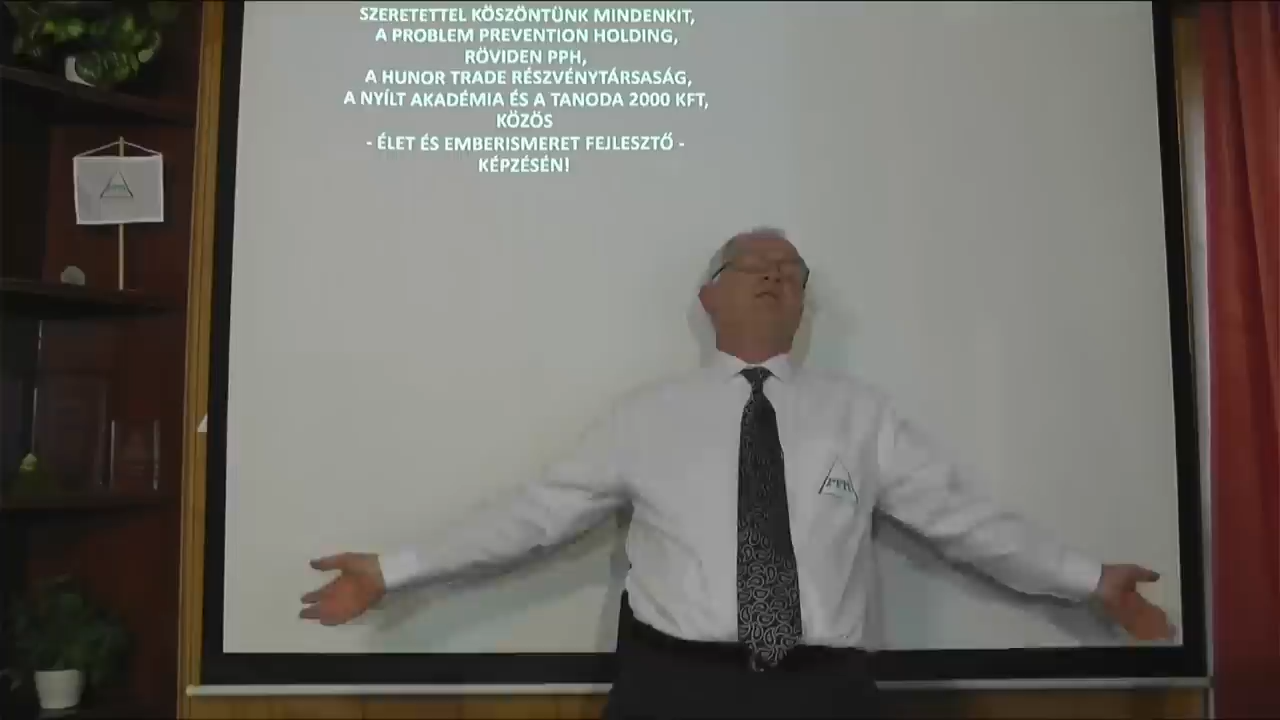 SZERETETTEL KÖSZÖNTÜNK MINDENKIT,
A PROBLEM PREVENTION HOLDING,
RÖVIDEN PPH,
A HUNOR TRADE RÉSZVÉNYTÁRSASÁG,
A NYÍLT AKADÉMIA ÉS A TANODA 2000 KFT,
KÖZÖS
- ÉLET ÉS EMBERISMERET FEJLESZTŐ -
KÉPZÉSÉN!
PPH